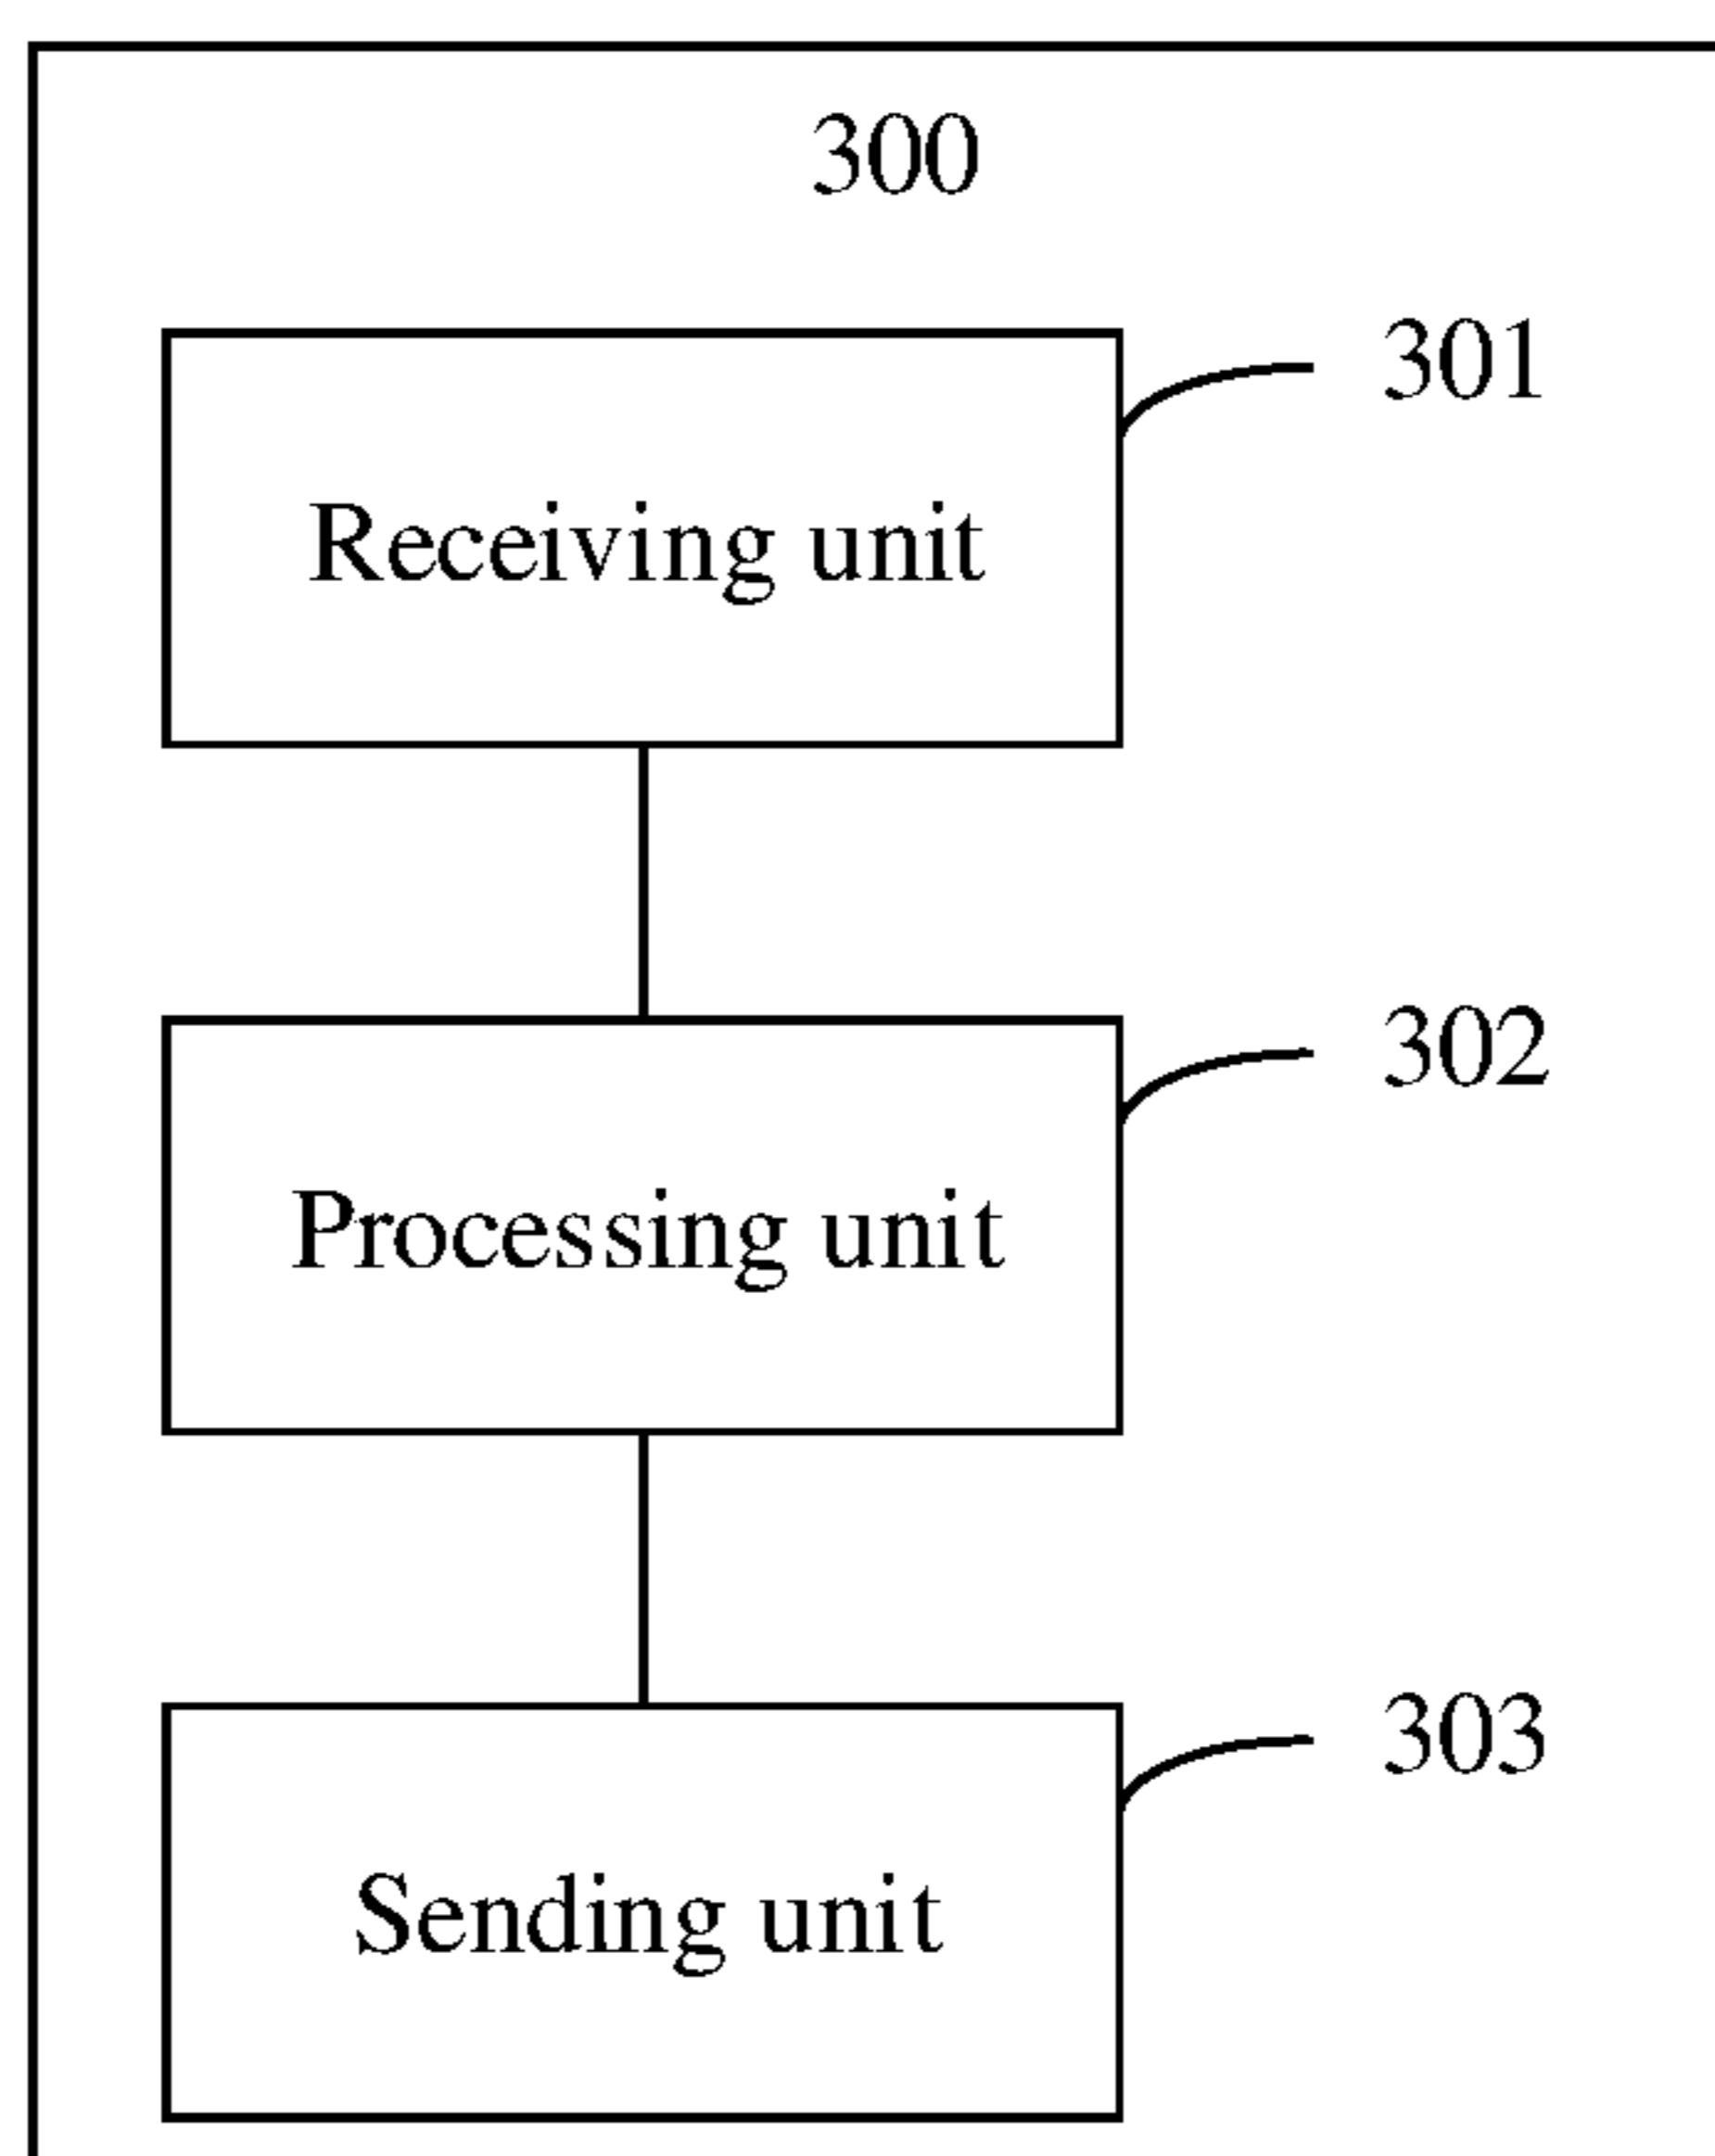 300
301
Receiving unit
302
Processing unit
303
Sending unit